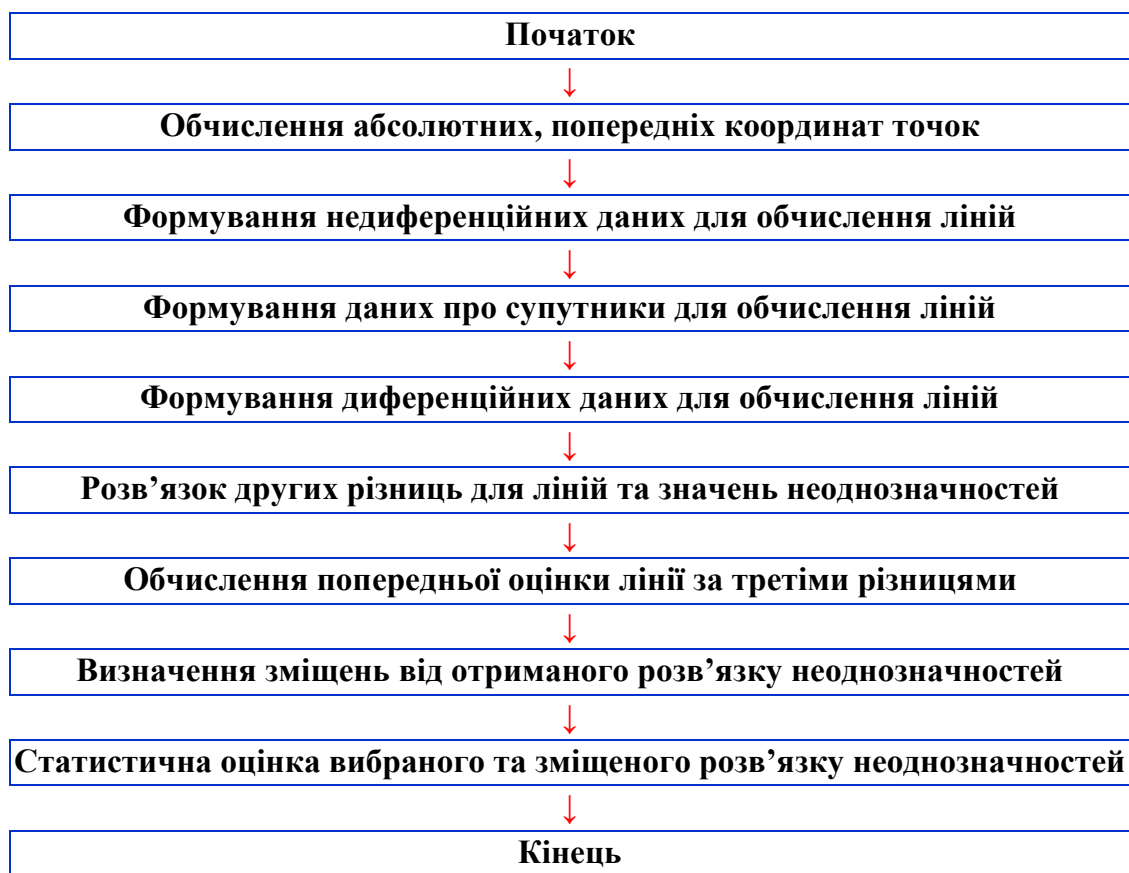 Початок
↓
Обчислення абсолютних, попередніх координат точок
↓
Формування недиференційних даних для обчислення ліній
↓
Формування даних про супутники для обчислення ліній
↓
Формування диференційних даних для обчислення ліній
↓
Розв’язок других різниць для ліній та значень неоднозначностей
↓
Обчислення попередньої оцінки лінії за третіми різницями
↓
Визначення зміщень від отриманого розв’язку неоднозначностей
↓
Статистична оцінка вибраного та зміщеного розв’язку неоднозначностей
↓
Кінець